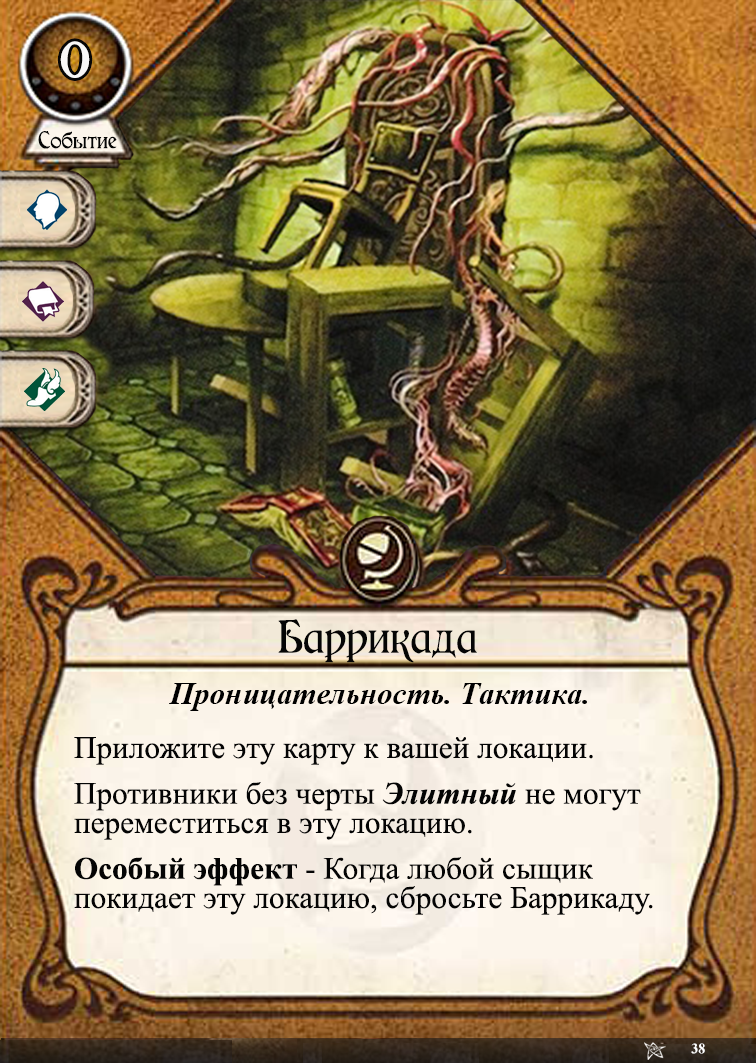 0
Событие
Баррикада
Проницательность. Тактика.
Приложите эту карту к вашей локации.
Противники без черты Элитный не могут
переместиться в эту локацию.
Особый эффект - Когда любой сыщик
покидает эту локацию, сбросьте Баррикаду.
38